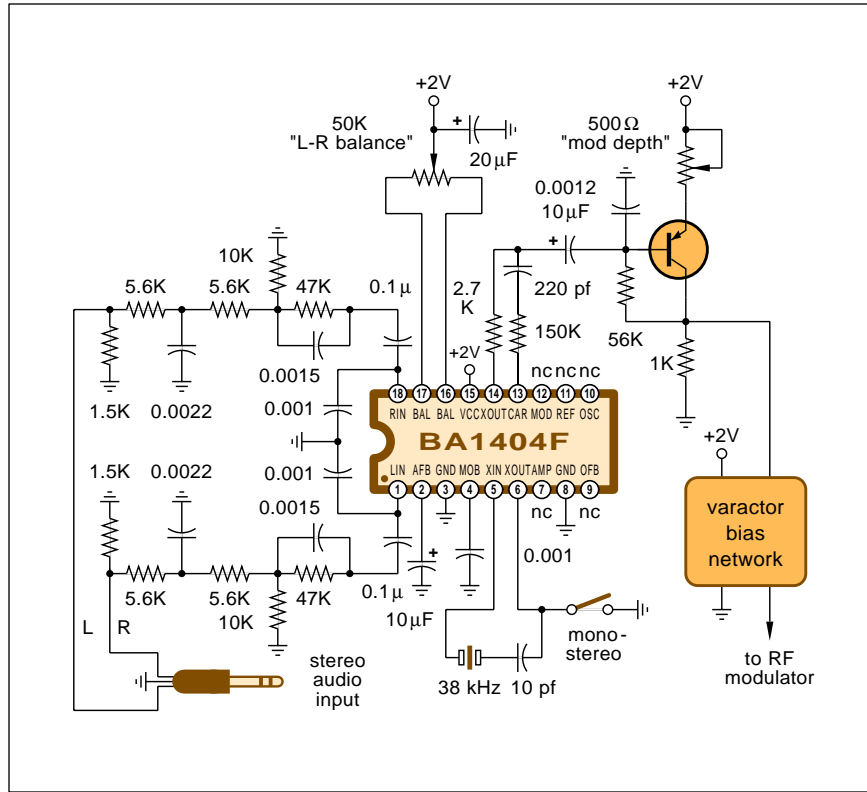 +2V
+2V
50K
"L-R balance"
+
20µF
500Ω
"mod depth"
0.0012
10µF
+
10K
5.6K
5.6K
47K
0.1µ
2.7
K
220 pf
150K
56K
1K
+2V
nc
nc
nc
1.5K
0.0022
0.0015
0.001
18
17
16
15
14
13
12
11
10
RIN
BAL
BAL
VCC
XOUT
CAR
MOD
REF
OSC
BA1404F
LIN
AFB
GND
MOB
XIN
XOUT
AMP
GND
OFB
1
2
3
4
5
6
7
8
9
nc
nc
+2V
1.5K
0.0022
0.001
0.0015
5.6K
5.6K
47K
10K
0.1µ
+
10µF
0.001
varactor
bias
network
L
R
stereo
audio
input
38 kHz
10 pf
mono-
stereo
to RF
modulator